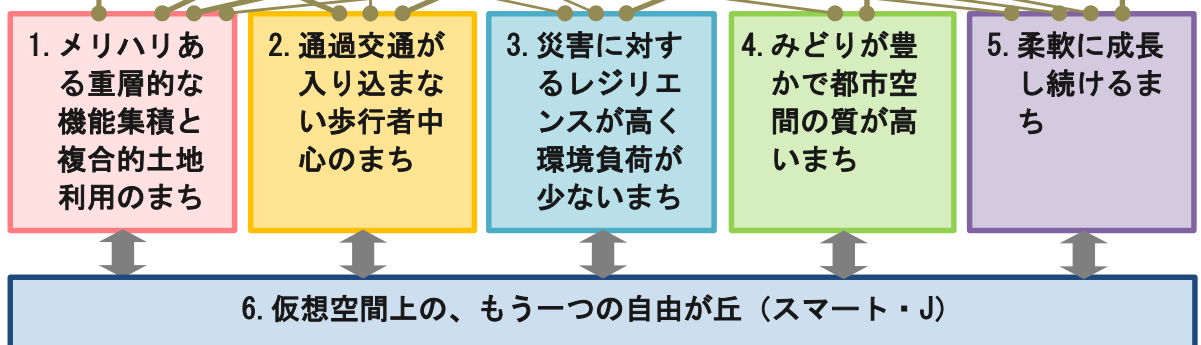 1. メリハリあ
る重層的な
機能集積と
複合的土地
利用のまち
2. 通過交通が
入り込まな
い歩行者中
心のまち
3. 災害に対す
るレジリエ
ンスが高く
環境負荷が
少ないまち
4. みどりが豊
かで都市空
間の質が高
いまち
5. 柔軟に成長
し続けるま
ち
6. 仮想空間上の、もう一つの自由が丘（スマート・J）